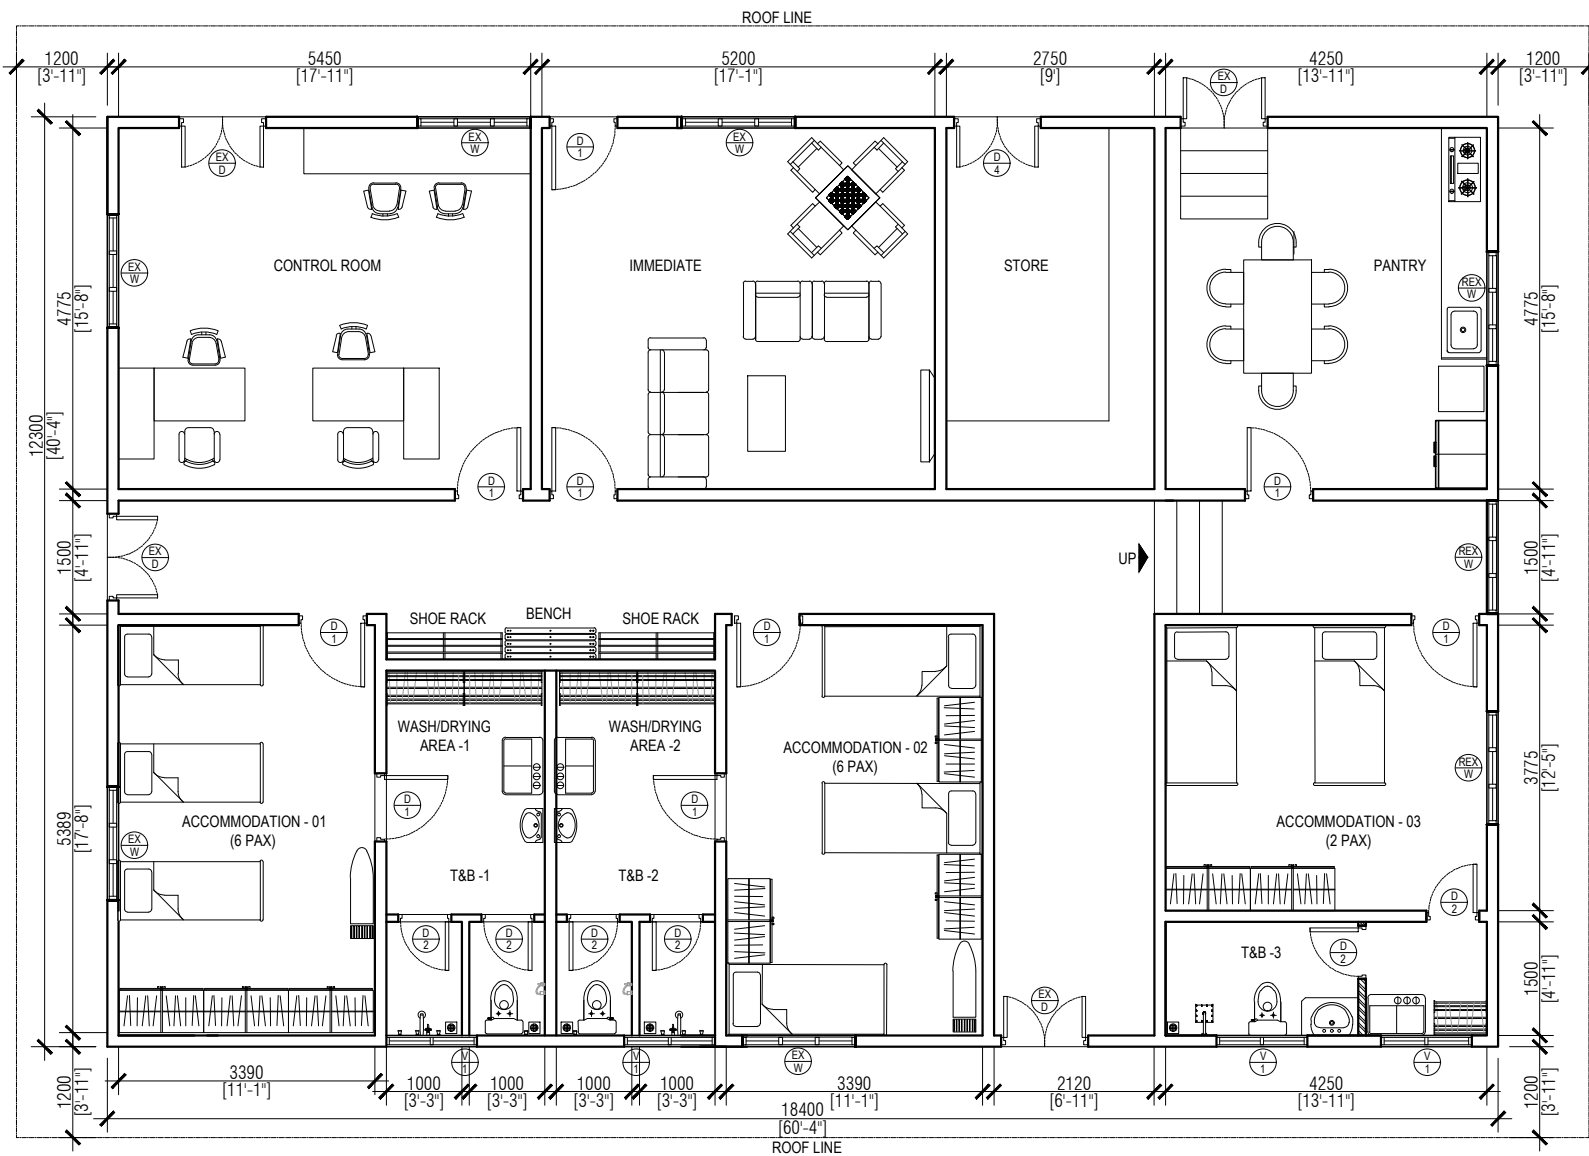 ROOF LINE
1200
[3'-11"]
5450
[17'-11"]
5200
[17'-1"]
2750
[9']
4250
[13'-11"]
1200
[3'-11"]
EX
D
EX
D
EX
W
D
1
EX
W
D
4
CONTROL ROOM
IMMEDIATE
STORE
PANTRY
EX
W
REX
W
4775
[15'-8"]
4775
[15'-8"]
12300
[40'-4"]
D
1
D
1
D
1
1500
[4'-11"]
EX
D
UP
REX
W
1500
[4'-11"]
SHOE RACK
BENCH
SHOE RACK
D
1
D
1
D
1
WASH/DRYING
AREA -1
WASH/DRYING
AREA -2
ACCOMMODATION - 02
(6 PAX)
REX
W
3775
[12'-5"]
D
1
D
1
5389
[17'-8"]
ACCOMMODATION - 01
(6 PAX)
EX
W
ACCOMMODATION - 03
(2 PAX)
T&B -1
T&B -2
D
2
D
2
D
2
D
2
D
2
T&B -3
D
2
1500
[4'-11"]
EX
D
V
1
V
1
EX
W
V
1
V
1
1200
[3'-11"]
3390
[11'-1"]
1000
[3'-3"]
1000
[3'-3"]
1000
[3'-3"]
1000
[3'-3"]
3390
[11'-1"]
2120
[6'-11"]
4250
[13'-11"]
1200
[3'-11"]
18400
[60'-4"]
ROOF LINE